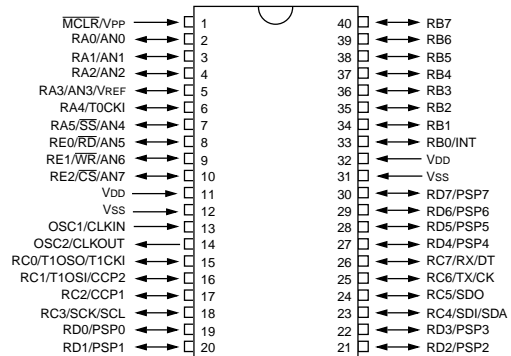 MCLR/VPP 1 40 RB7
RA0/AN0 2 39 RB6
RA1/AN1 3 38 RB5
RA2/AN2 4 37 RB4
RA3/AN3/VREF 5 36 RB3
RA4/T0CKI 6 35 RB2
RA5/SS/AN4 7 34 RB1
RE0/RD/AN5 8 33 RB0/INT
RE1/WR/AN6 9 32 VDD
RE2/CS/AN7 10 31 VSS
VDD 11 30 RD7/PSP7
VSS 12 29 RD6/PSP6
OSC1/CLKIN 13 28 RD5/PSP5
OSC2/CLKOUT 14 27 RD4/PSP4
RC0/T1OSO/T1CKI 15 26 RC7/RX/DT
RC1/T1OSI/CCP2 16 25 RC6/TX/CK
RC2/CCP1 17 24 RC5/SDO
RC3/SCK/SCL 18 23 RC4/SDI/SDA
RD0/PSP0 19 22 RD3/PSP3
RD1/PSP1 20 21 RD2/PSP2